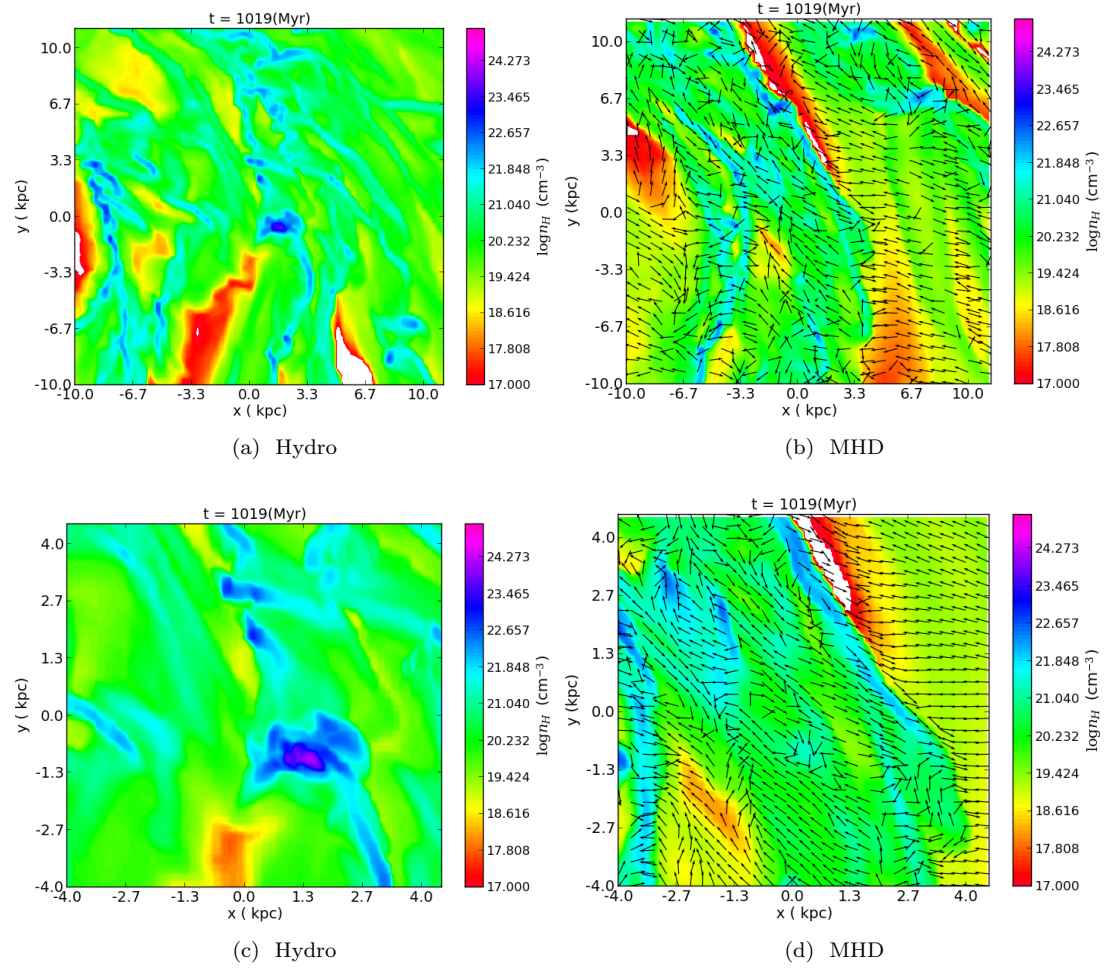 t = 1019(Myr)
10.0
6.7
3.3
0.0
-3.3
-6.7
-10.0
y ( kpc)
-10.0 -6.7 -3.3 0.0 3.3 6.7 10.0
x ( kpc)
24.273
23.465
22.657
21.848
21.040
20.232
19.424
18.616
17.808
17.000
log n_H (cm⁻³)
(a) Hydro
t = 1019(Myr)
10.0
6.7
3.3
0.0
-3.3
-6.7
-10.0
y (kpc)
-10.0 -6.7 -3.3 0.0 3.3 6.7 10.0
x ( kpc)
24.273
23.465
22.657
21.848
21.040
20.232
19.424
18.616
17.808
17.000
log n_H (cm⁻³)
(b) MHD
t = 1019(Myr)
4.0
2.7
1.3
0.0
-1.3
-2.7
-4.0
y ( kpc)
-4.0 -2.7 -1.3 0.0 1.3 2.7 4.0
x ( kpc)
24.273
23.465
22.657
21.848
21.040
20.232
19.424
18.616
17.808
17.000
log n_H (cm⁻³)
(c) Hydro
t = 1019(Myr)
4.0
2.7
1.3
0.0
-1.3
-2.7
-4.0
y (kpc)
-4.0 -2.7 -1.3 0.0 1.3 2.7 4.0
x ( kpc)
24.273
23.465
22.657
21.848
21.040
20.232
19.424
18.616
17.808
17.000
log n_H (cm⁻³)
(d) MHD